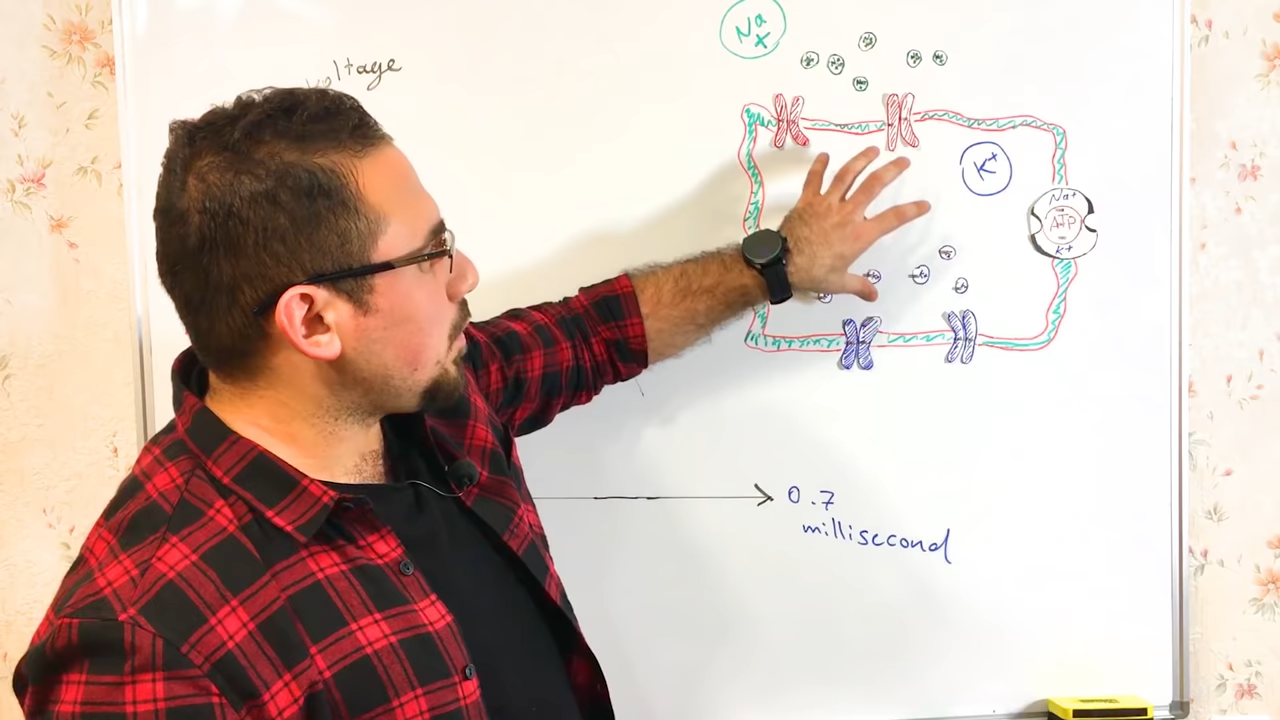 voltage
Na
+
K+
Na+
ATP
K+
0.7
millisecond